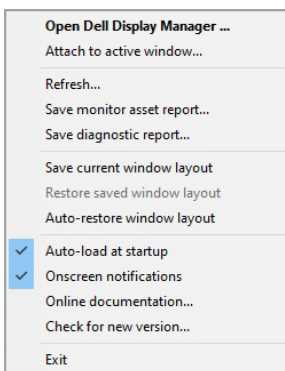 Open Dell Display Manager ...
Attach to active window...
Refresh...
Save monitor asset report...
Save diagnostic report...
Save current window layout
Restore saved window layout
Auto-restore window layout
Auto-load at startup
Onscreen notifications
Online documentation...
Check for new version...
Exit